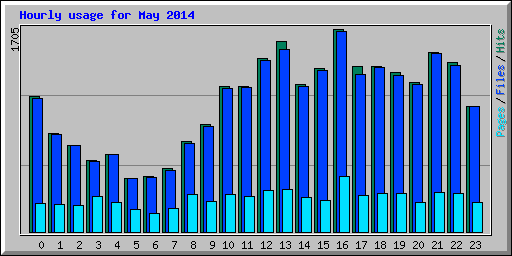 Hourly usage for May 2014
1705
Pages / Files / Hits
0 1 2 3 4 5 6 7 8 9 10 11 12 13 14 15 16 17 18 19 20 21 22 23